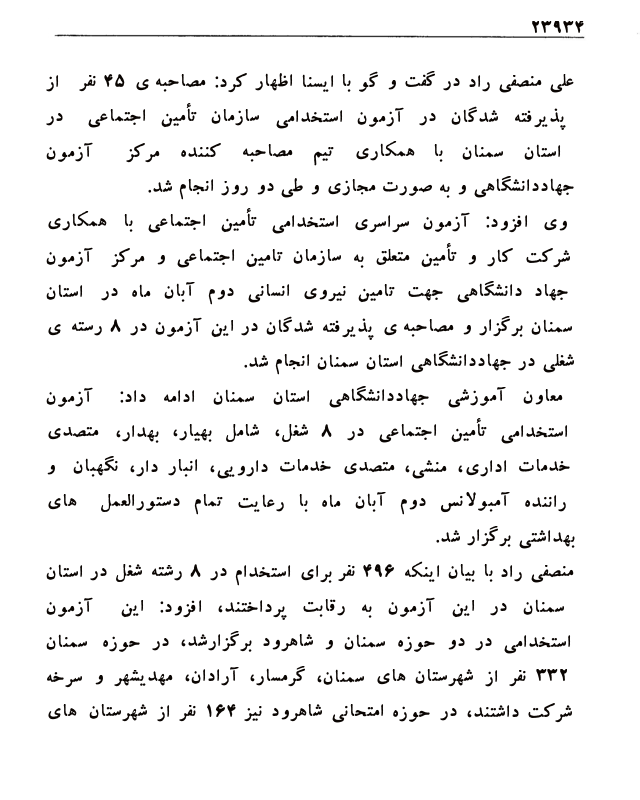 ۲۳۹۳۴
علی منصفی راد در گفت و گو با ایسنا اظهار کرد: مصاحبه ی ۴۵ نفر از
پذیرفته شدگان در آزمون استخدامی سازمان تأمین اجتماعی در
استان سمنان با همکاری تیم مصاحبه کننده مرکز آزمون
جهاددانشگاهی و به صورت مجازی و طی دو روز انجام شد.
وی افزود: آزمون سراسری استخدامی تأمین اجتماعی با همکاری
شرکت کار و تأمین متعلق به سازمان تامین اجتماعی و مرکز آزمون
جهاد دانشگاهی جهت تامین نیروی انسانی دوم آبان ماه در استان
سمنان برگزار و مصاحبه ی پذیرفته شدگان در این آزمون در ۸ رسته ی
شغلی در جهاددانشگاهی استان سمنان انجام شد.
معاون آموزشی جهاددانشگاهی استان سمنان ادامه داد: آزمون
استخدامی تأمین اجتماعی در ۸ شغل، شامل بهیار، بهدار، متصدی
خدمات اداری، منشی، متصدی خدمات دارویی، انبار دار، نگهبان و
راننده آمبولانس دوم آبان ماه با رعایت تمام دستورالعمل های
بهداشتی برگزار شد.
منصفی راد با بیان اینکه ۴۹۶ نفر برای استخدام در ۸ رشته شغل در استان
سمنان در این آزمون به رقابت پرداختند، افزود: این آزمون
استخدامی در دو حوزه سمنان و شاهرود برگزارشد، در حوزه سمنان
۳۳۲ نفر از شهرستان های سمنان، گرمسار، آرادان، مهدیشهر و سرخه
شرکت داشتند، در حوزه امتحانی شاهرود نیز ۱۶۴ نفر از شهرستان های